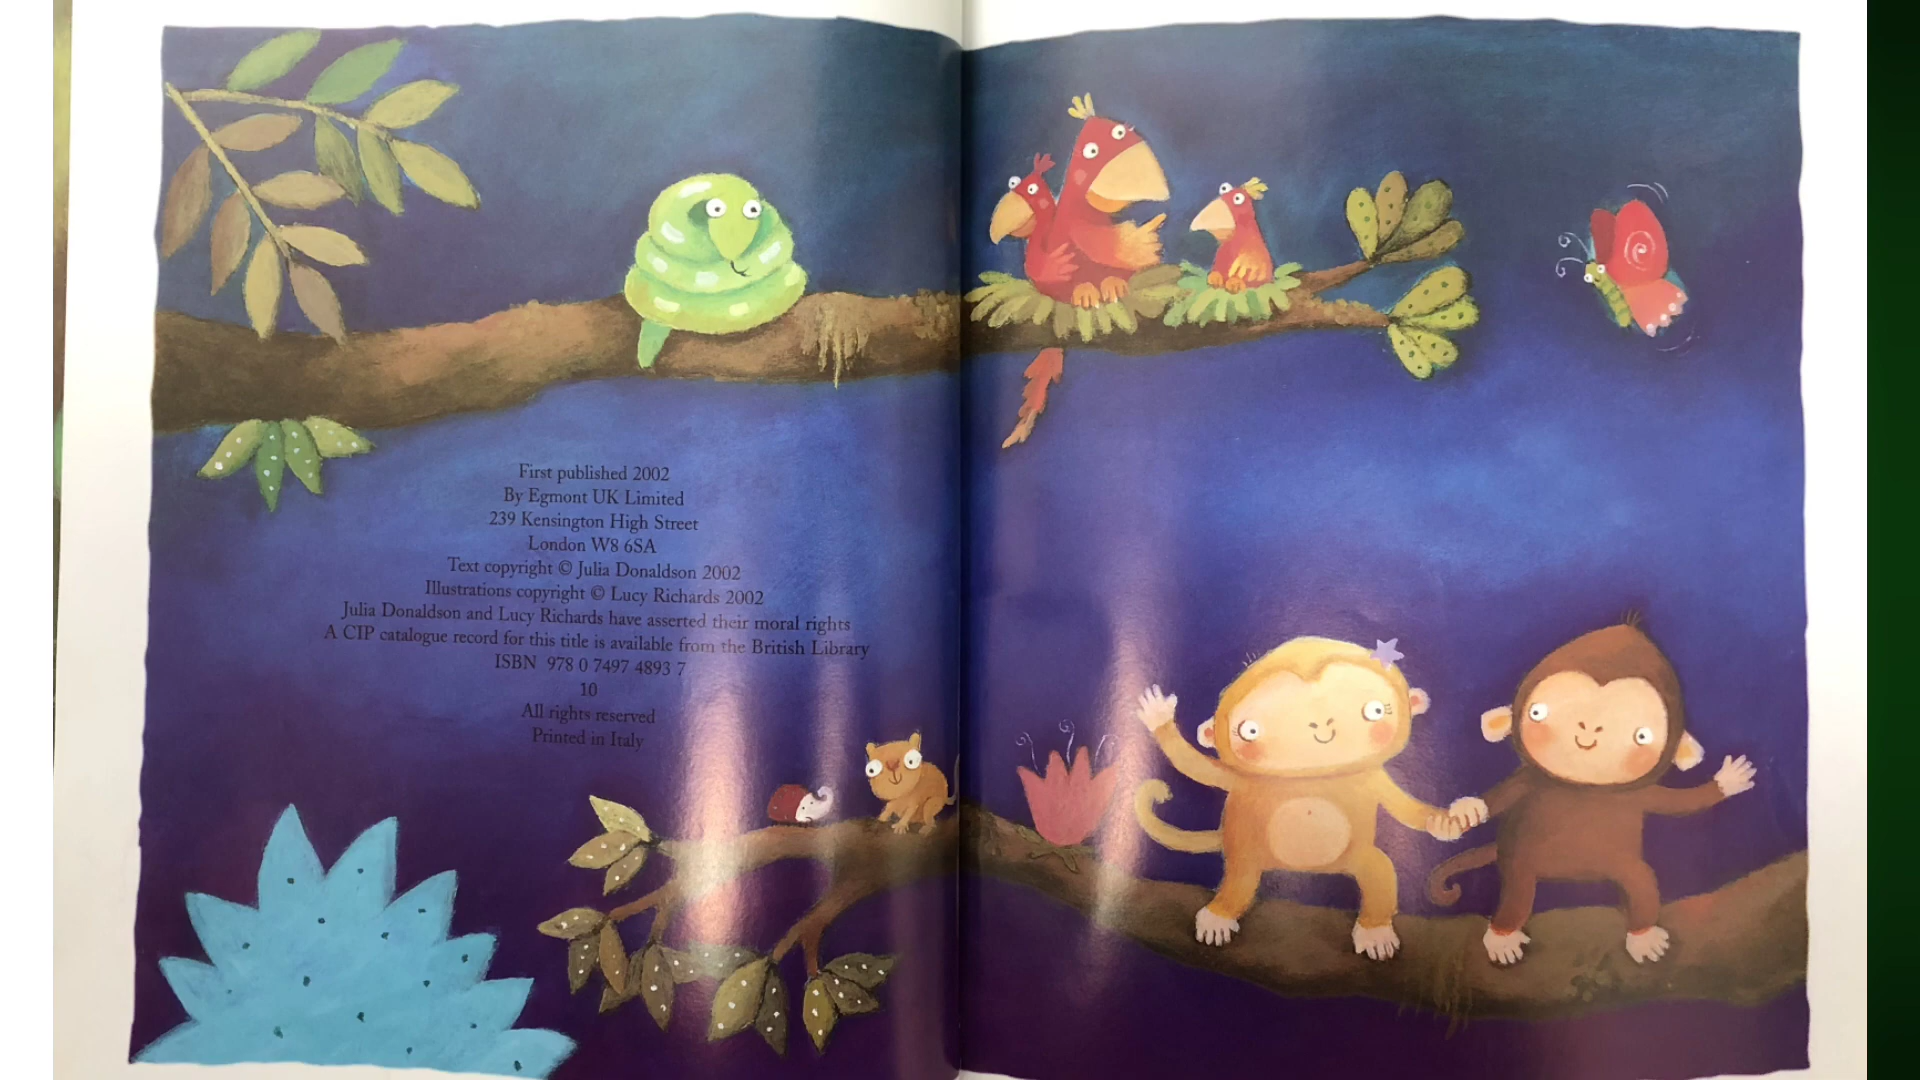 First published 2002
By Egmont UK Limited
239 Kensington High Street
London W8 6SA
Text copyright © Julia Donaldson 2002
Illustrations copyright © Lucy Richards 2002
Julia Donaldson and Lucy Richards have asserted their moral rights
A CIP catalogue record for this title is available from the British Library
ISBN 978 0 7497 4893 7
10
All rights reserved
Printed in Italy